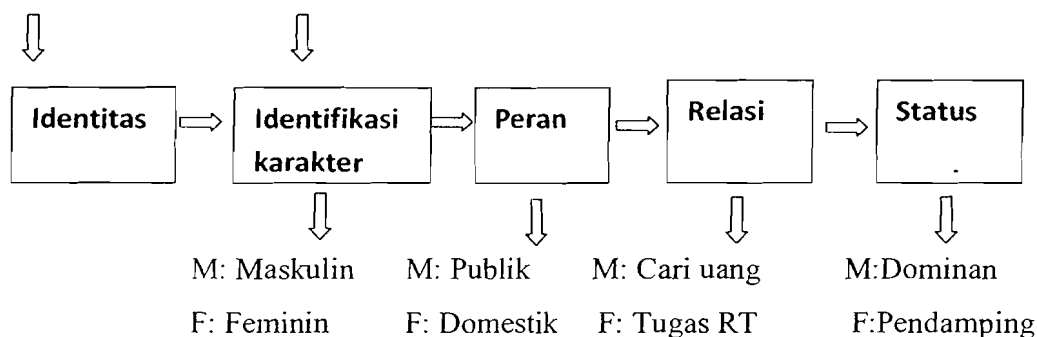 Identitas
Identifikasi
karakter
Peran
Relasi
Status
M: Maskulin M: Publik M: Cari uang M:Dominan
F: Feminin F: Domestik F: Tugas RT F:Pendamping